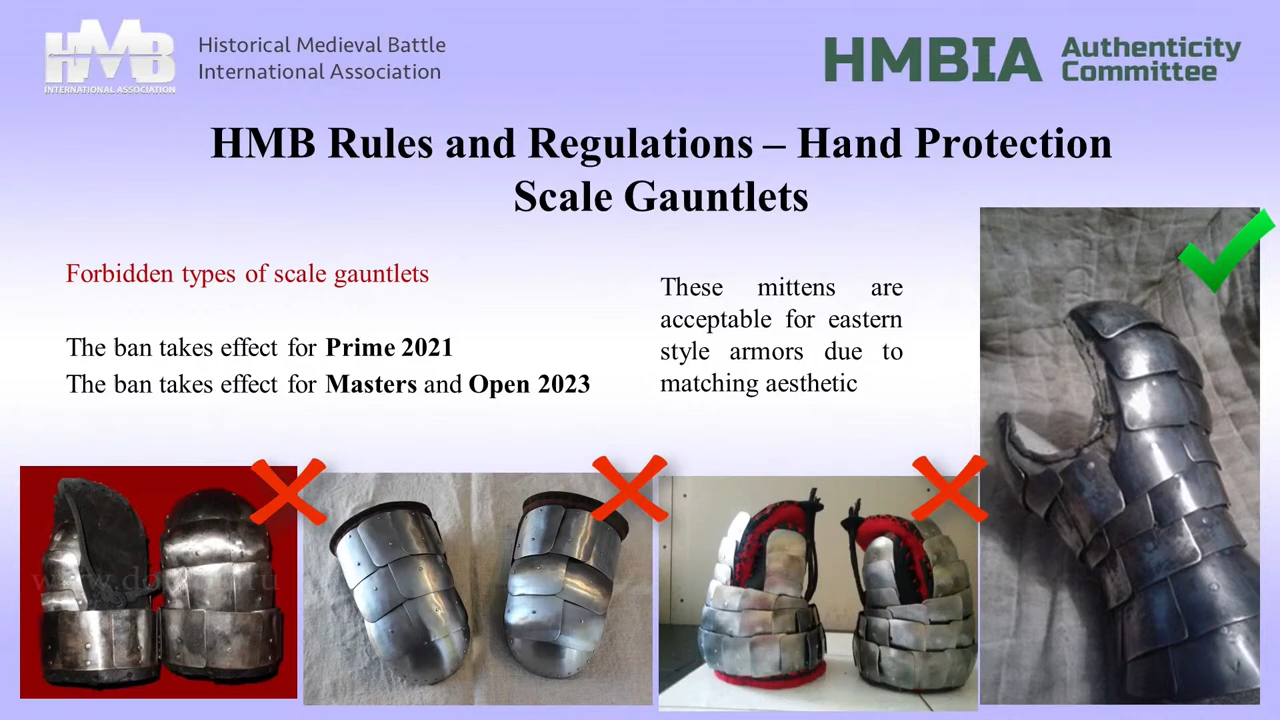 HMB
INTERNATIONAL ASSOCIATION
Historical Medieval Battle
International Association
HMBIA
Authenticity
Committee
HMB Rules and Regulations – Hand Protection
Scale Gauntlets
Forbidden types of scale gauntlets
The ban takes effect for Prime 2021
The ban takes effect for Masters and Open 2023
These mittens are
acceptable for eastern
style armors due to
matching aesthetic